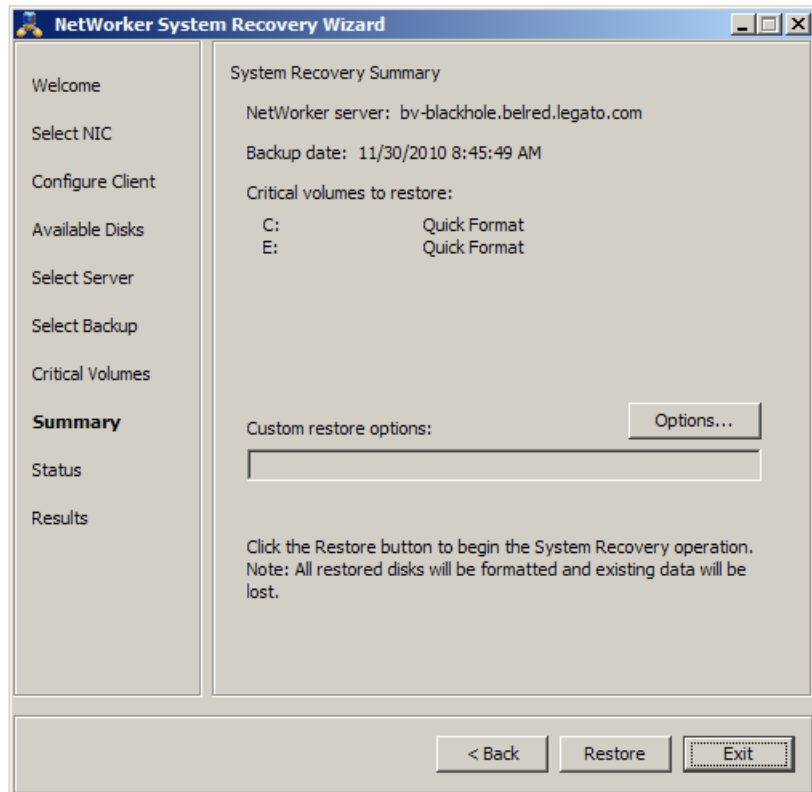 NetWorker System Recovery Wizard
Welcome
Select NIC
Configure Client
Available Disks
Select Server
Select Backup
Critical Volumes
Summary
Status
Results
System Recovery Summary
NetWorker server: bv-blackhole.belred.legato.com
Backup date: 11/30/2010 8:45:49 AM
Critical volumes to restore:
C: Quick Format
E: Quick Format
Custom restore options:
Options...
Click the Restore button to begin the System Recovery operation.
Note: All restored disks will be formatted and existing data will be
lost.
< Back Restore Exit